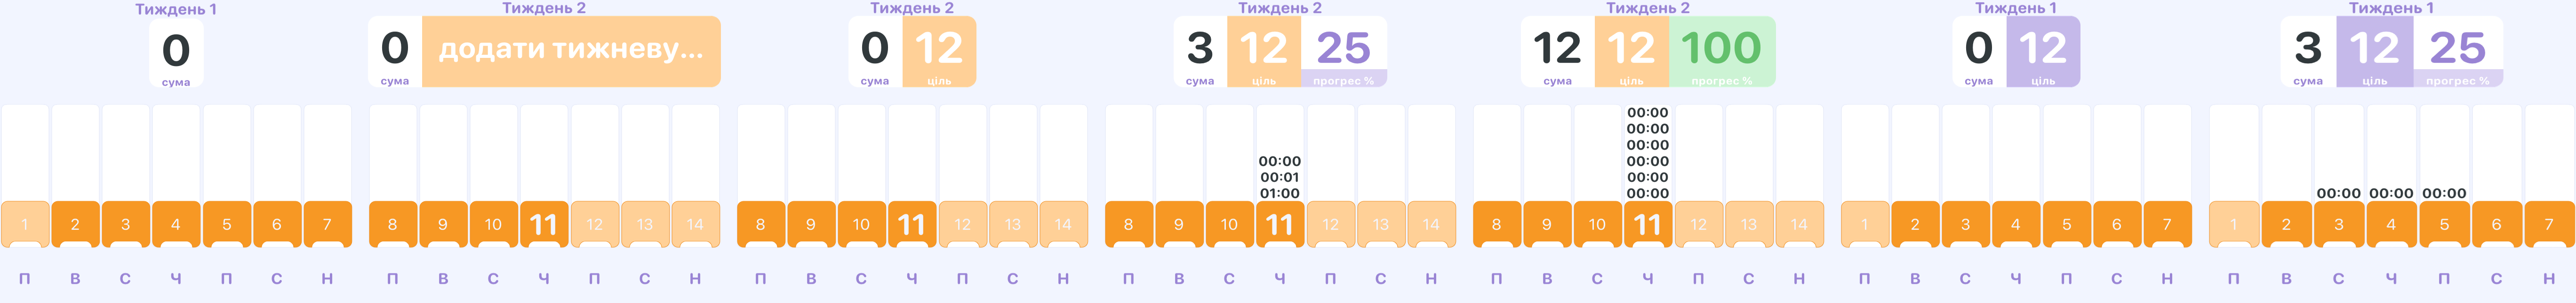 Тиждень 1
0
сума
1 2 3 4 5 6 7
П В С Ч П С Н
Тиждень 2
0 додати тижневу...
сума
8 9 10 11 12 13 14
П В С Ч П С Н
Тиждень 2
0 12
сума ціль
8 9 10 11 12 13 14
П В С Ч П С Н
Тиждень 2
3 12 25
сума ціль прогрес %
00:00
00:01
01:00
8 9 10 11 12 13 14
П В С Ч П С Н
Тиждень 2
12 12 100
сума ціль прогрес %
00:00
00:00
00:00
00:00
00:00
00:00
8 9 10 11 12 13 14
П В С Ч П С Н
Тиждень 1
0 12
сума ціль
1 2 3 4 5 6 7
П В С Ч П С Н
Тиждень 1
3 12 25
сума ціль прогрес %
00:00 00:00 00:00
1 2 3 4 5 6 7
П В С Ч П С Н